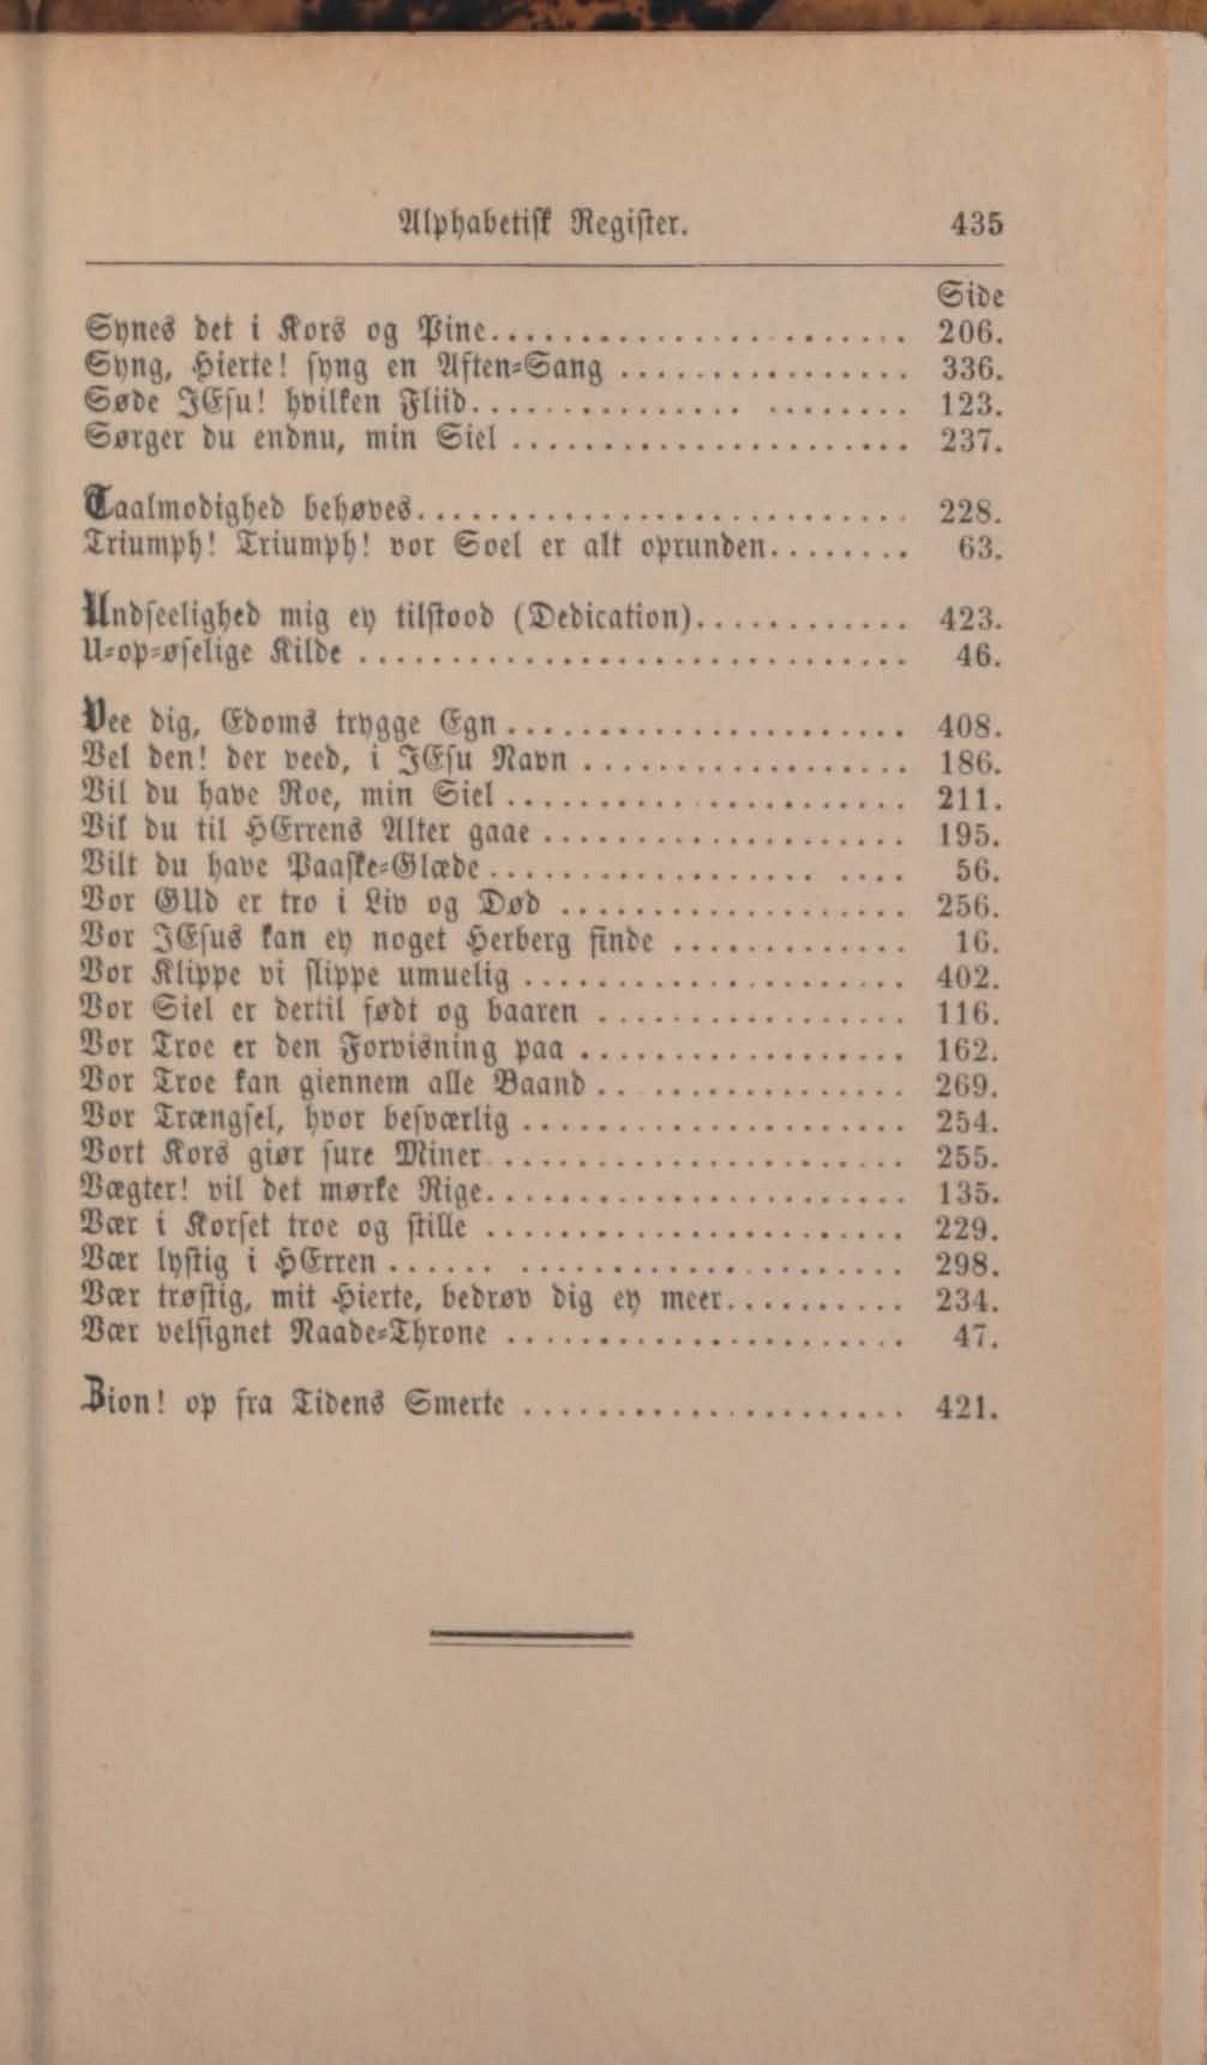 Alphabetisk Register. 435
Side
Synes det i Kors og Pine....................... 206.
Syng, Hierte! syng en Aften-Sang ................ 336.
Søde JEsu! hvilken Fliid....................... 123.
Sørger du endnu, min Siel ...................... 237.
Taalmodighed behøves........................... 228.
Triumph! Triumph! vor Soel er alt oprunden........ 63.
Undseelighed mig ey tilstood (Dedication)............ 423.
U-op-øselige Kilde .............................. 46.
Vee dig, Edoms trygge Egn...................... 408.
Vel den! der veed, i JEsu Navn .................. 186.
Vil du have Roe, min Siel ...................... 211.
Vil du til HErrens Alter gaae .................... 195.
Vilt du have Paaske-Glæde...................... 56.
Vor GUd er tro i Liv og Død ................... 256.
Vor JEsus kan ey noget Herberg finde ............. 16.
Vor Klippe vi slippe umuelig ..................... 402.
Vor Siel er dertil født og baaren ................. 116.
Vor Troe er den Forvisning paa .................. 162.
Vor Troe kan giennem alle Baand ................ 269.
Vor Trængsel, hvor besværlig ..................... 254.
Vort Kors giør sure Miner ...................... 255.
Vægter! vil det mørke Rige....................... 135.
Vær i Korset troe og stille ....................... 229.
Vær lystig i HErren ........................... 298.
Vær trøstig, mit Hierte, bedrøv dig ey meer.......... 234.
Vær velsignet Naade-Throne ...................... 47.
Zion! op fra Tidens Smerte ..................... 421.